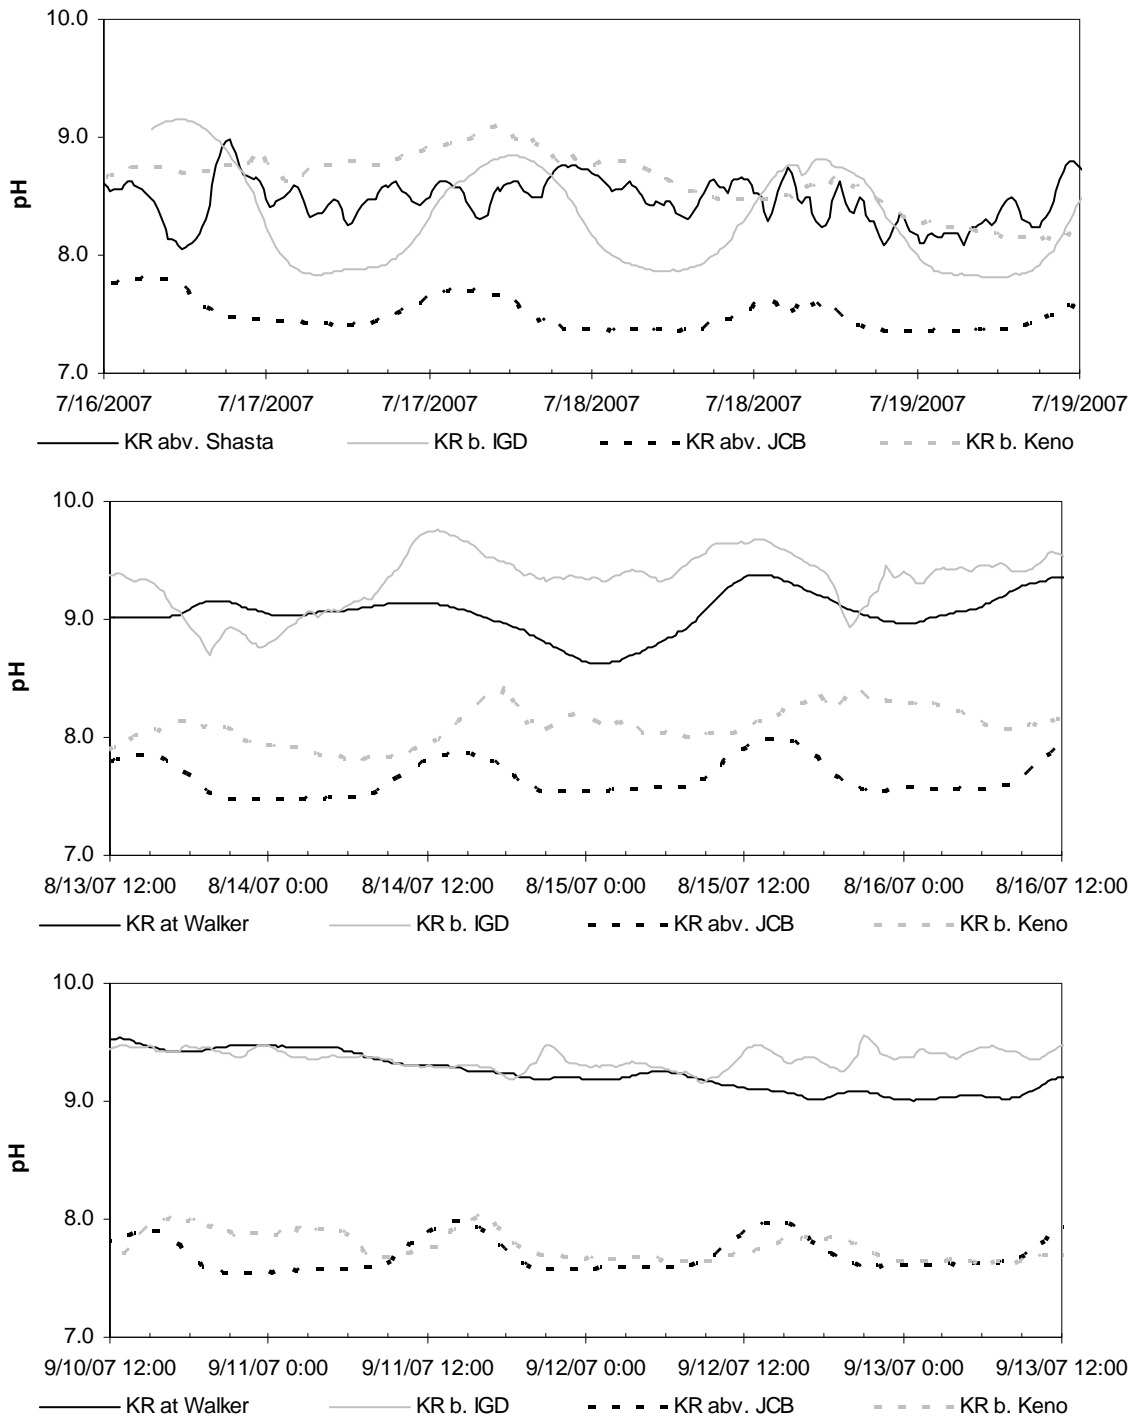 10.0
9.0
8.0
7.0
pH
7/16/2007 7/17/2007 7/17/2007 7/18/2007 7/18/2007 7/19/2007 7/19/2007
KR abv. Shasta KR b. IGD KR abv. JCB KR b. Keno
10.0
9.0
8.0
7.0
pH
8/13/07 12:00 8/14/07 0:00 8/14/07 12:00 8/15/07 0:00 8/15/07 12:00 8/16/07 0:00 8/16/07 12:00
KR at Walker KR b. IGD KR abv. JCB KR b. Keno
10.0
9.0
8.0
7.0
pH
9/10/07 12:00 9/11/07 0:00 9/11/07 12:00 9/12/07 0:00 9/12/07 12:00 9/13/07 0:00 9/13/07 12:00
KR at Walker KR b. IGD KR abv. JCB KR b. Keno